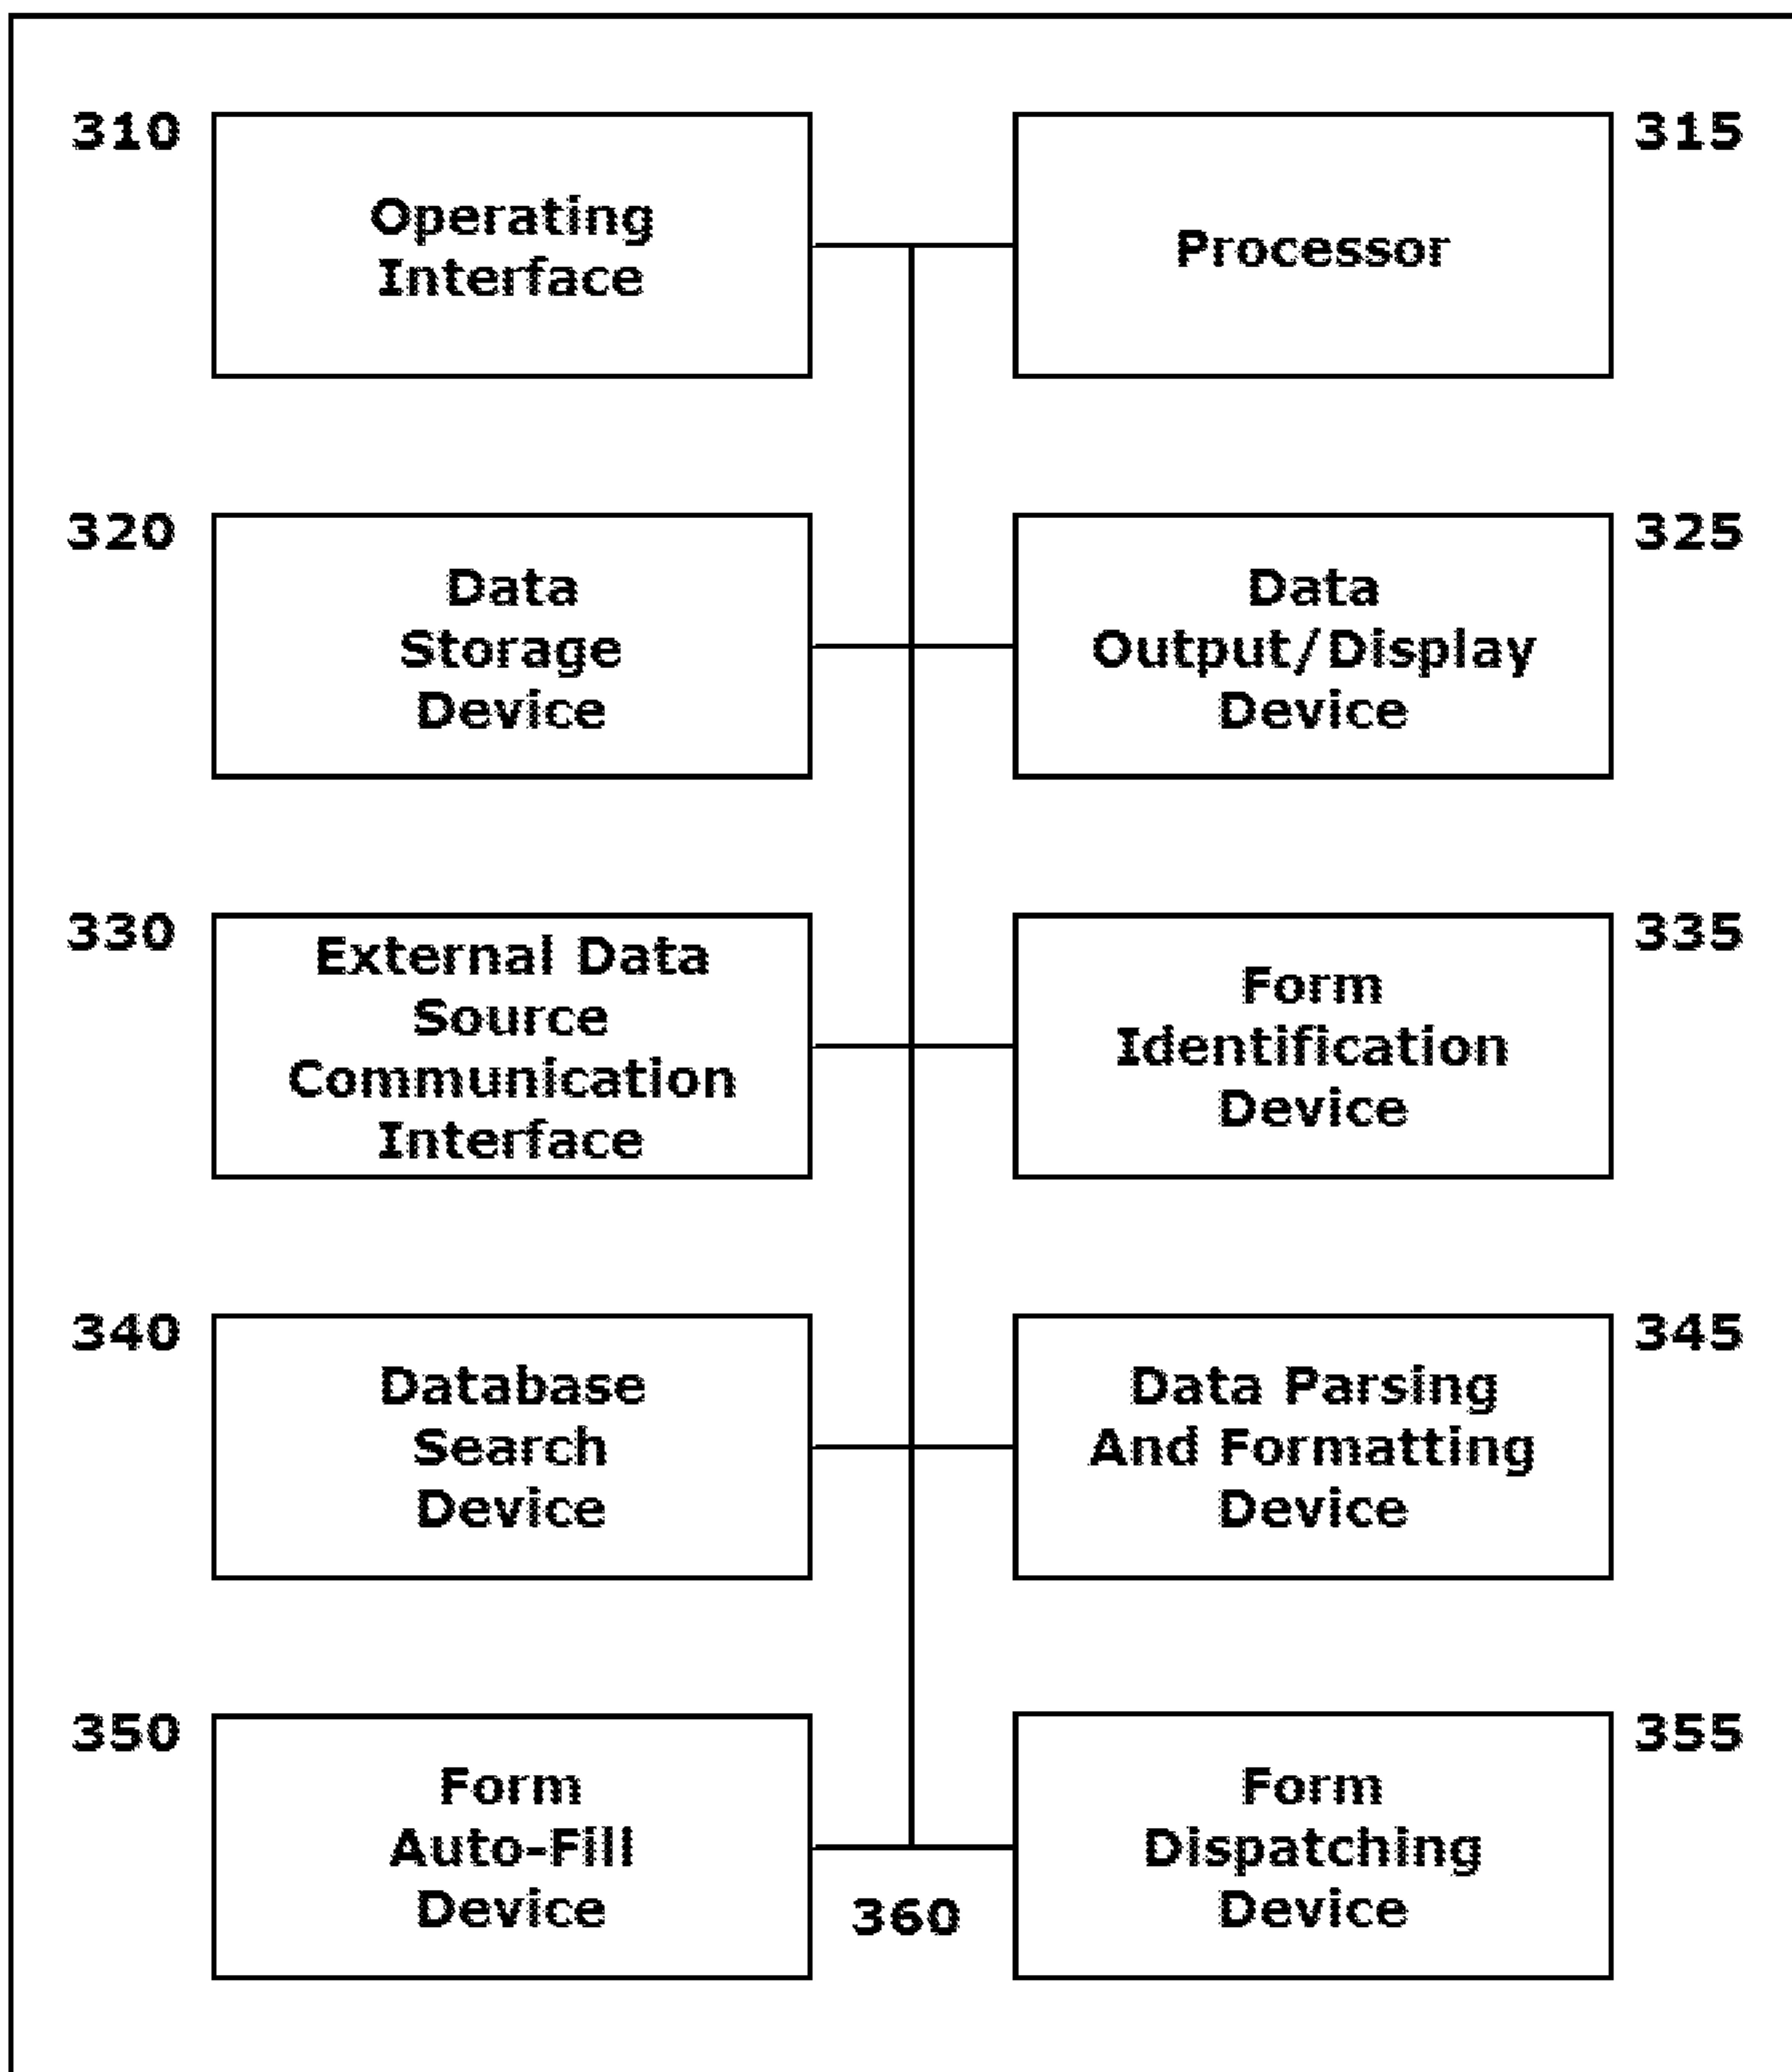 310
Operating
Interface
315
Processor
320
Data
Storage
Device
325
Data
Output/Display
Device
330
External Data
Source
Communication
Interface
335
Form
Identification
Device
340
Database
Search
Device
345
Data Parsing
And Formatting
Device
350
Form
Auto-Fill
Device
355
Form
Dispatching
Device
360